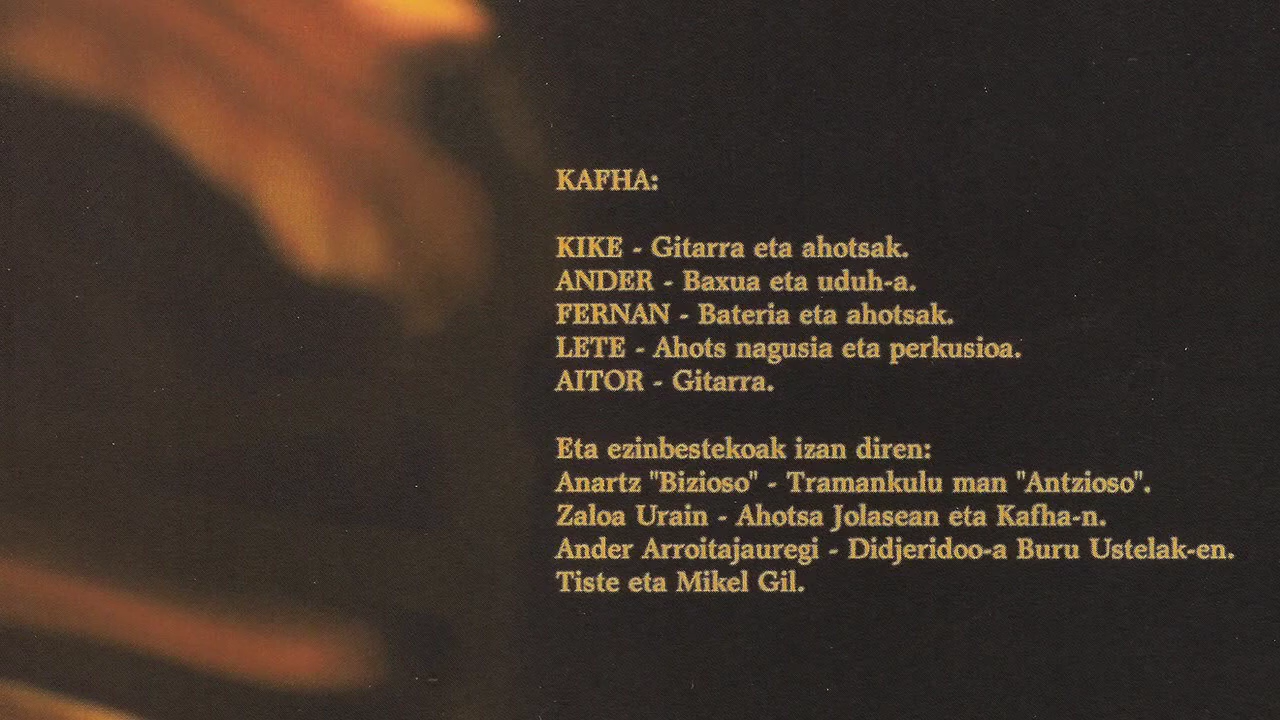 KAFHA:
KIKE - Gitarra eta ahotsak.
ANDER - Baxua eta uduh-a.
FERNAN - Bateria eta ahotsak.
LETE - Ahots nagusia eta perkusioa.
AITOR - Gitarra.
Eta ezinbestekoak izan diren:
Anartz "Bizioso" - Tramankulu man "Antzioso".
Zaloa Urain - Ahotsa Jolasean eta Kafha-n.
Ander Arroitajauregi - Didjeridoo-a Buru Ustelak-en.
Tiste eta Mikel Gil.